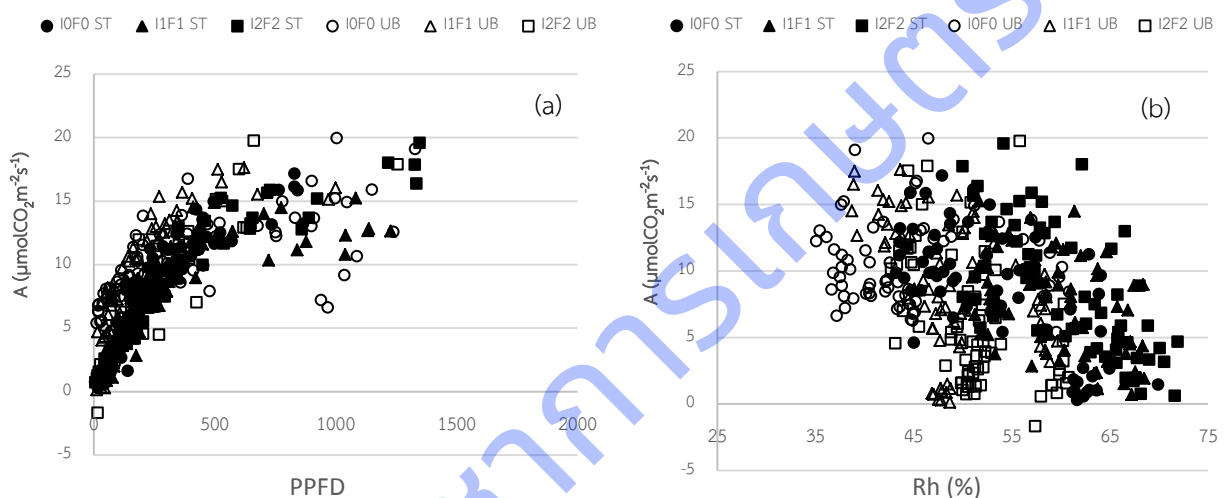 I0F0 ST I1F1 ST I2F2 ST I0F0 UB I1F1 UB I2F2 UB
25
20
15
10
5
0
-5
0 500 1000 1500 2000
A (µmolCO₂m⁻²s⁻¹)
PPFD
(a)
I0F0 ST I1F1 ST I2F2 ST I0F0 UB I1F1 UB I2F2 UB
25
20
15
10
5
0
-5
25 35 45 55 65 75
A (µmolCO₂m⁻²s⁻¹)
Rh (%)
(b)